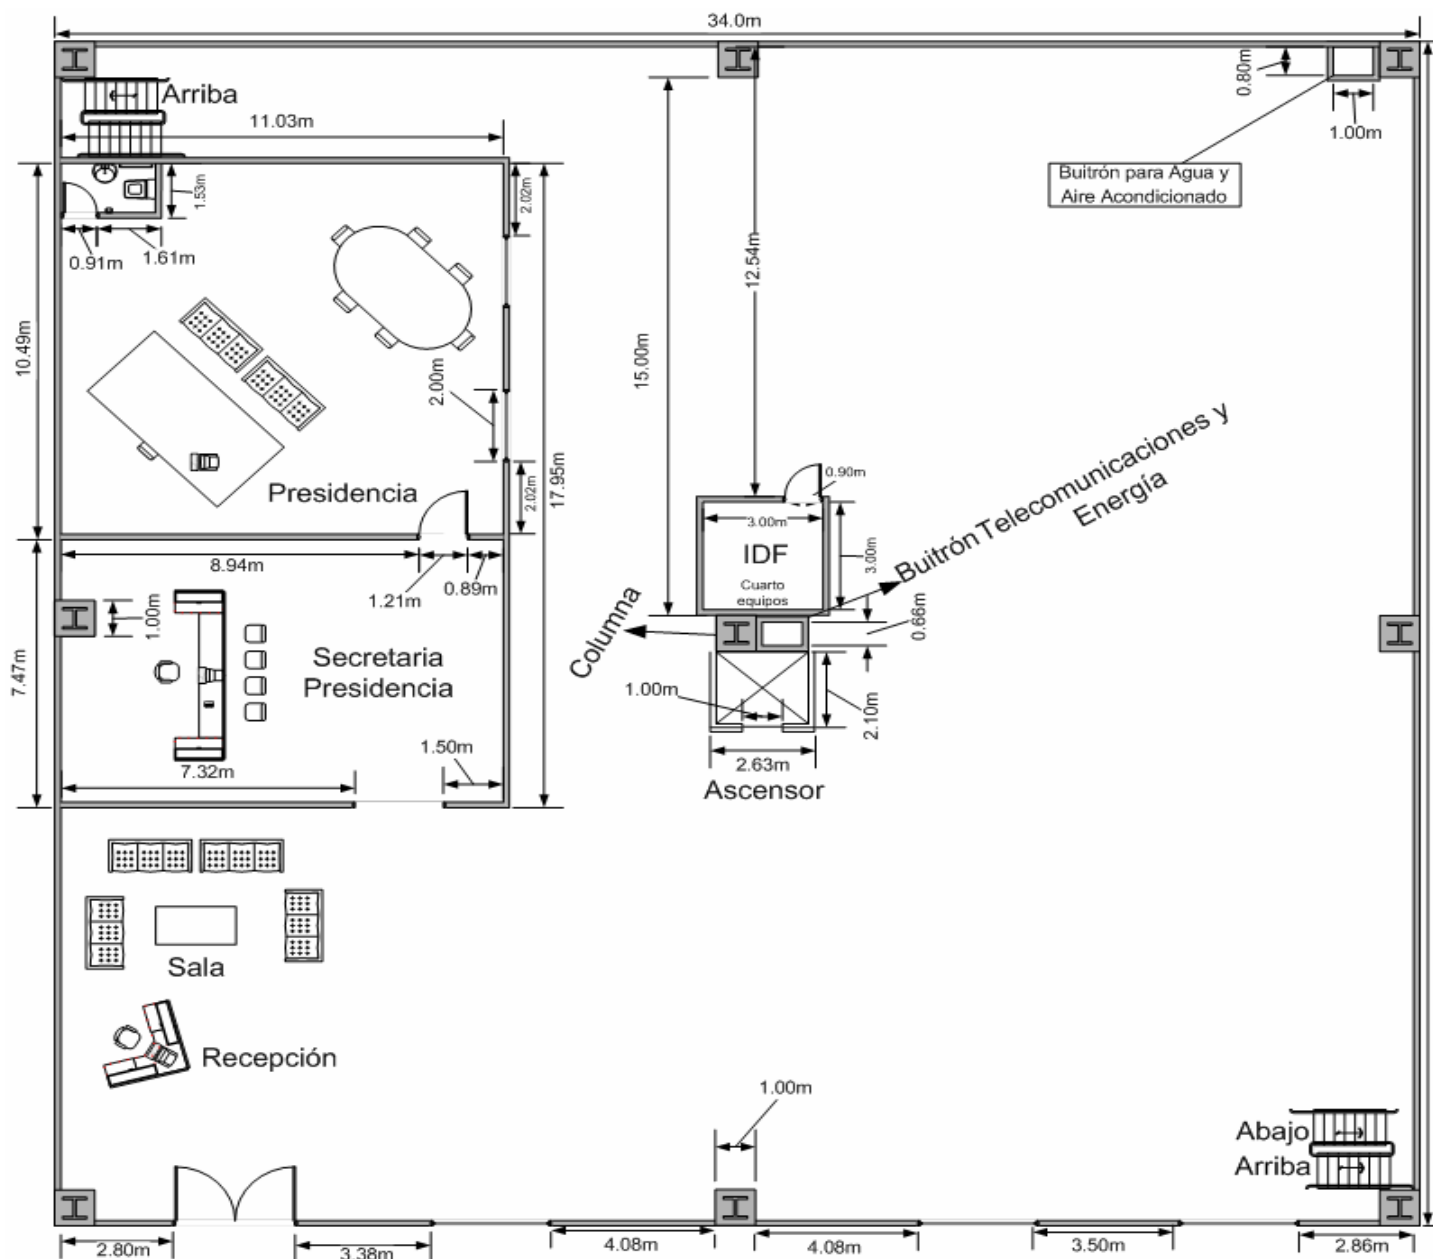 34.0m
Arriba
11.03m
0.80m
1.00m
Buitrón para Agua y
Aire Acondicionado
1.53m
2.02m
0.91m
1.61m
12.54m
10.49m
15.00m
2.00m
17.95m
2.02m
Presidencia
0.90m
3.00m
IDF
Cuarto
equipos
3.00m
Buitrón Telecomunicaciones y
Energía
8.94m
1.21m
0.89m
1.00m
Columna
0.66m
7.47m
Secretaria
Presidencia
1.00m
2.10m
1.50m
7.32m
2.63m
Ascensor
Sala
Recepción
1.00m
Abajo
Arriba
2.80m
3.38m
4.08m
4.08m
3.50m
2.86m